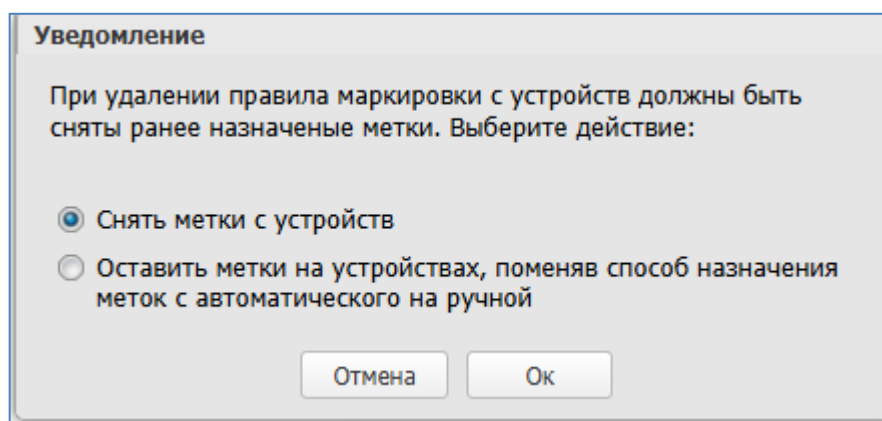 Уведомление
При удалении правила маркировки с устройств должны быть
сняты ранее назначеные метки. Выберите действие:
Снять метки с устройств
Оставить метки на устройствах, поменяв способ назначения
меток с автоматического на ручной
Отмена
Ок